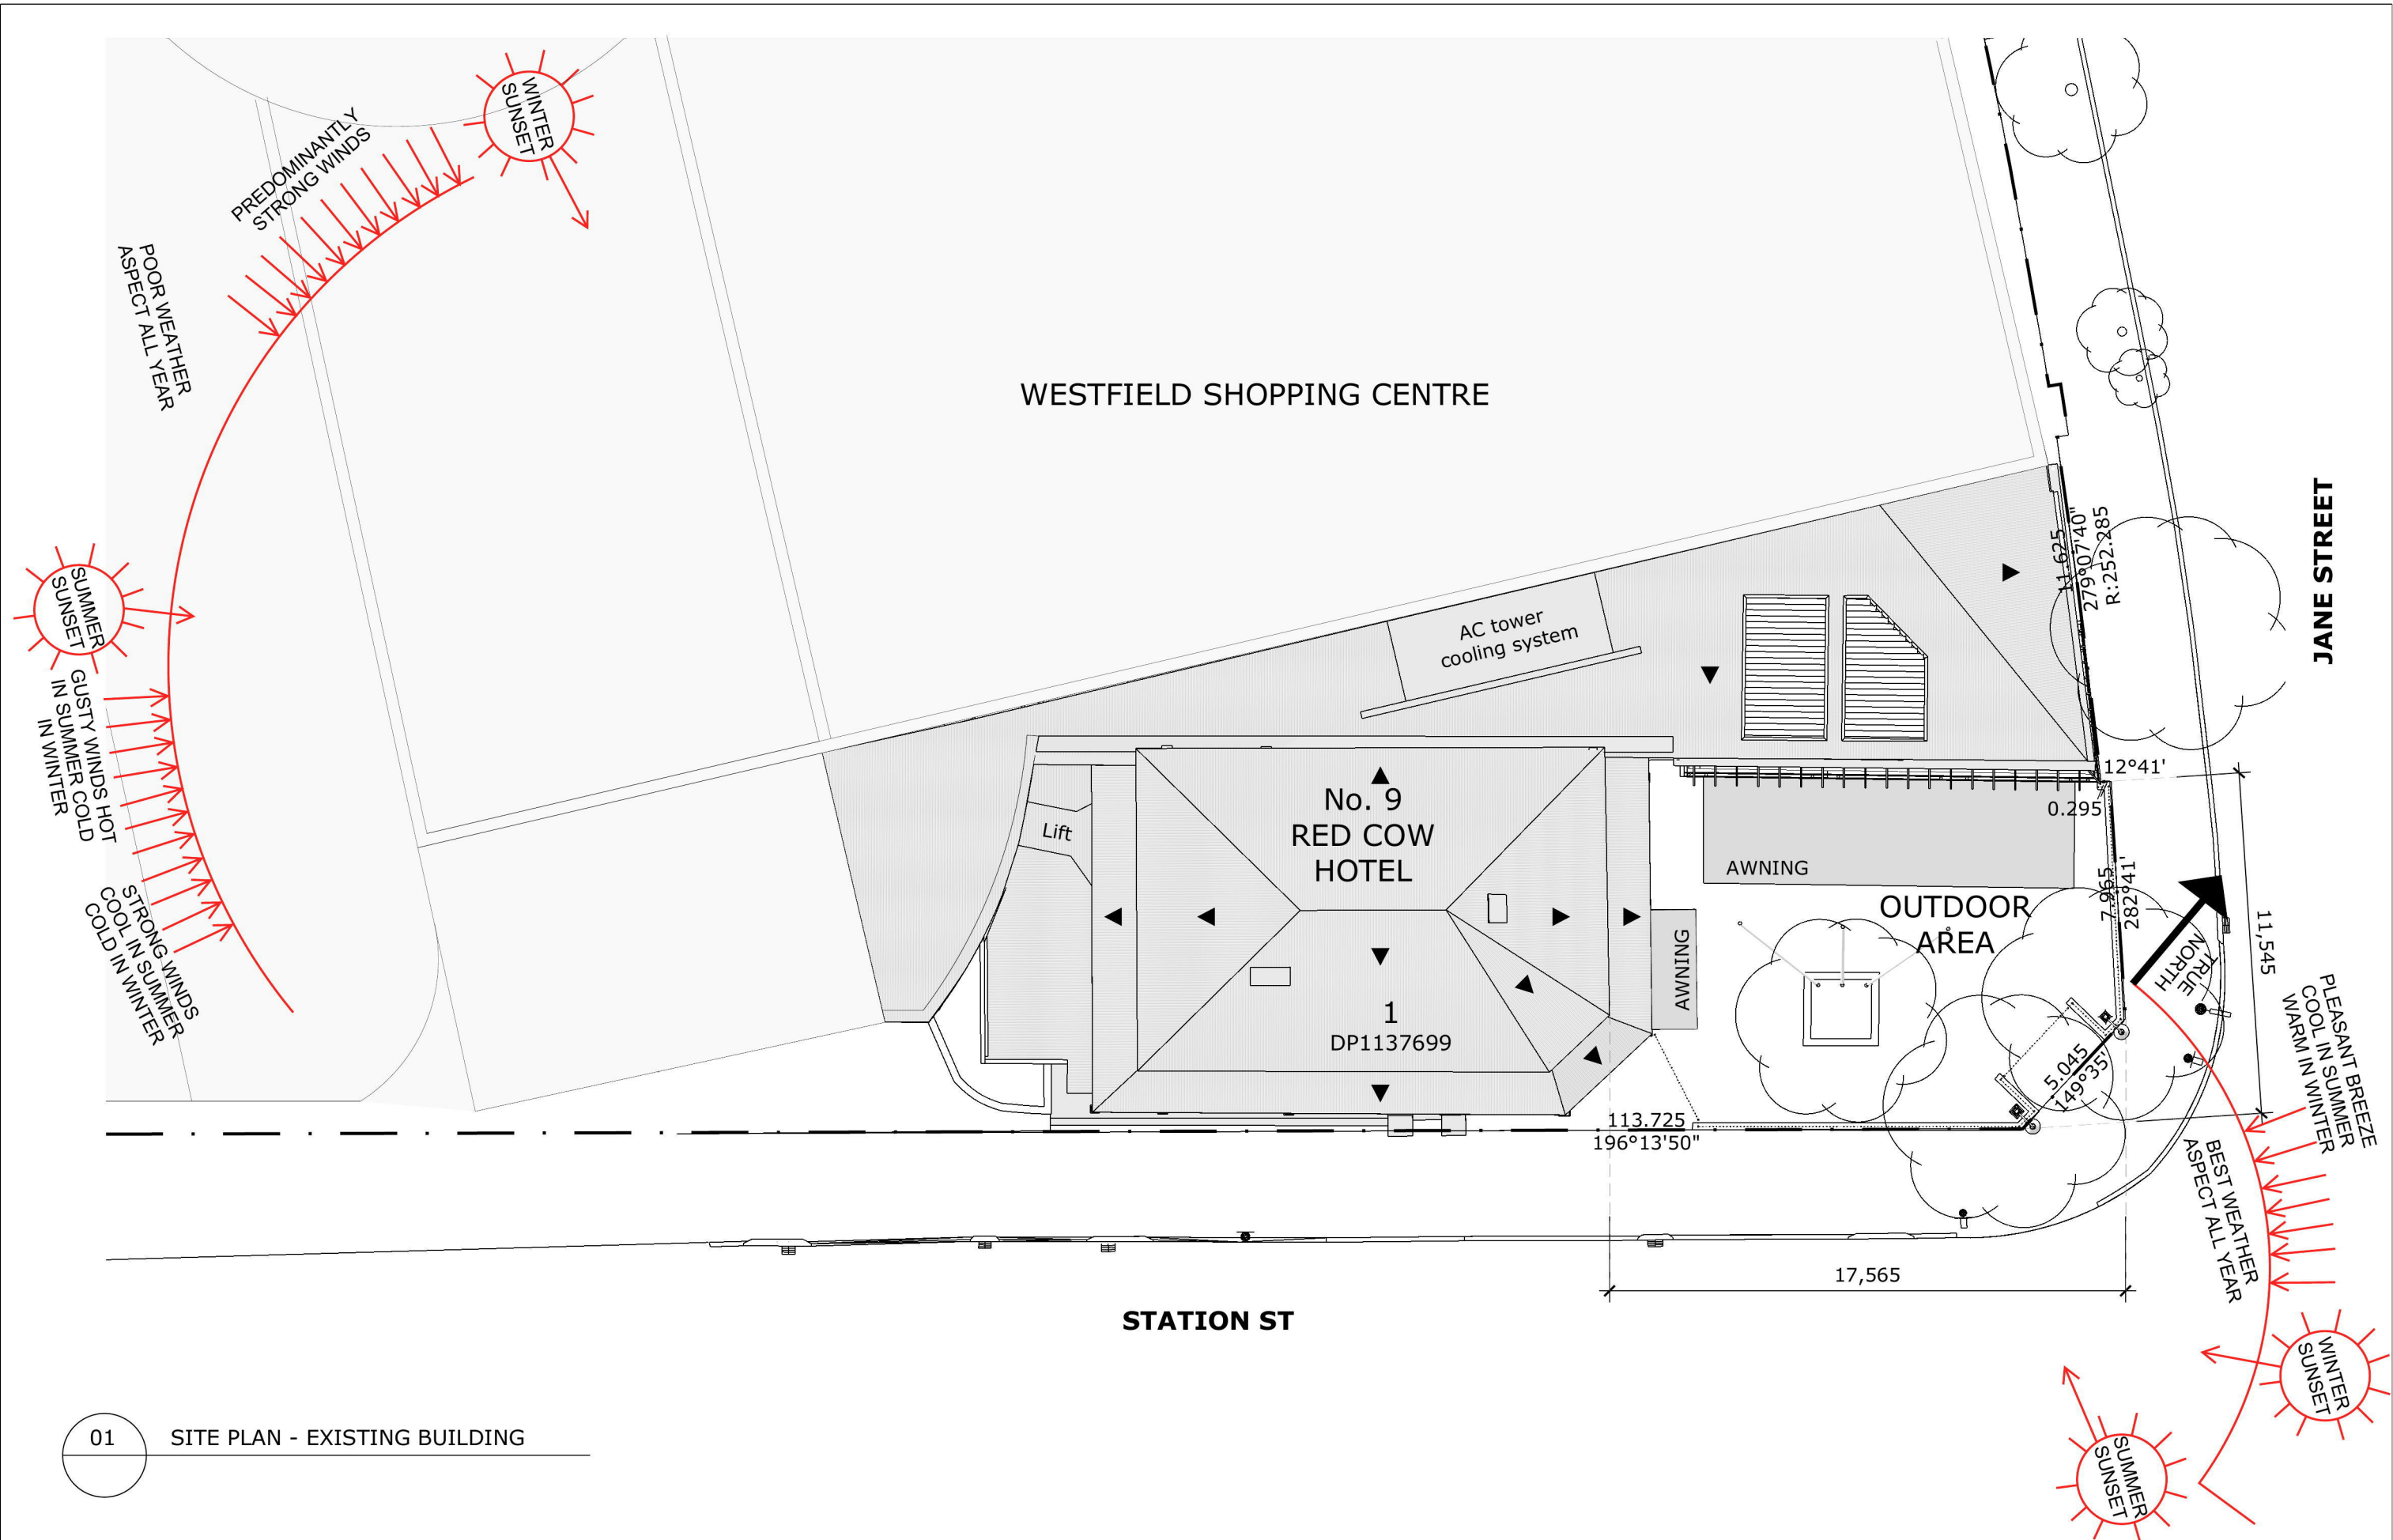 WINTER
SUNSET
PREDOMINANTLY
STRONG WINDS
POOR WEATHER
ASPECT ALL YEAR
WESTFIELD SHOPPING CENTRE
JANE STREET
11.625
279°07'40"
R:252.285
SUMMER
SUNSET
AC tower
cooling system
GUSTY WINDS HOT
IN SUMMER COLD
IN WINTER
12°41'
0.295
No. 9
RED COW
HOTEL
Lift
AWNING
OUTDOOR
AREA
7.965
282°41'
11,545
TRUE
NORTH
STRONG WINDS
COOL IN SUMMER
COLD IN WINTER
AWNING
1
DP1137699
5.045
149°35'
PLEASANT BREEZE
COOL IN SUMMER
WARM IN WINTER
113.725
196°13'50"
BEST WEATHER
ASPECT ALL YEAR
17,565
STATION ST
WINTER
SUNSET
SUMMER
SUNSET
01
SITE PLAN - EXISTING BUILDING